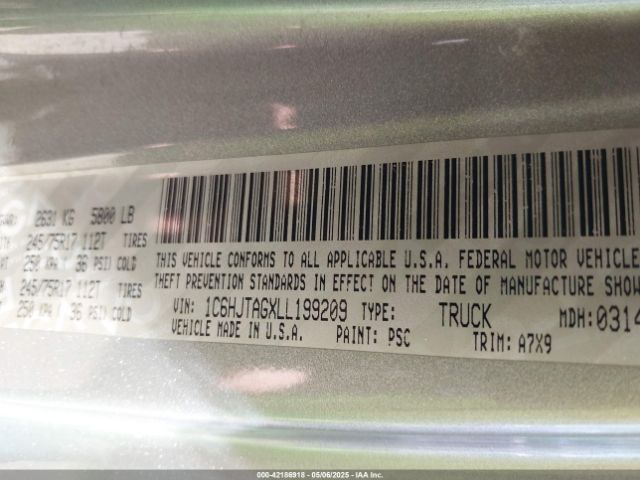 2631 KG 5800 LB
245/75R17 112T TIRES
250 KPA/ 36 PSI COLD
245/75R17 112T TIRES
250 KPA/ 36 PSI COLD
THIS VEHICLE CONFORMS TO ALL APPLICABLE U.S.A. FEDERAL MOTOR VEHICLE
THEFT PREVENTION STANDARDS IN EFFECT ON THE DATE OF MANUFACTURE SHOW
VIN: 1C6HJTAGXLL199209 TYPE: TRUCK MDH:0314
VEHICLE MADE IN U.S.A. PAINT: PSC TRIM: A7X9
000-42186918 - 05/06/2025 - IAA Inc.